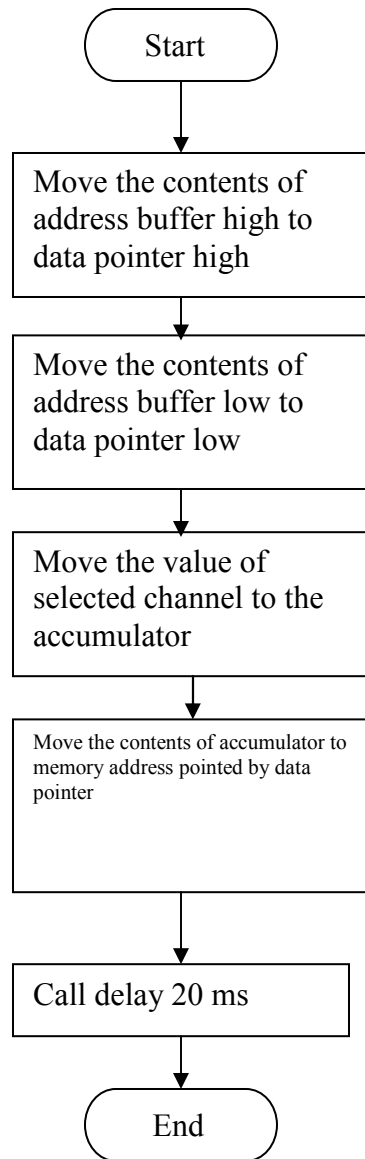 Start
Move the contents of
address buffer high to
data pointer high
Move the contents of
address buffer low to
data pointer low
Move the value of
selected channel to the
accumulator
Move the contents of accumulator to
memory address pointed by data
pointer
Call delay 20 ms
End